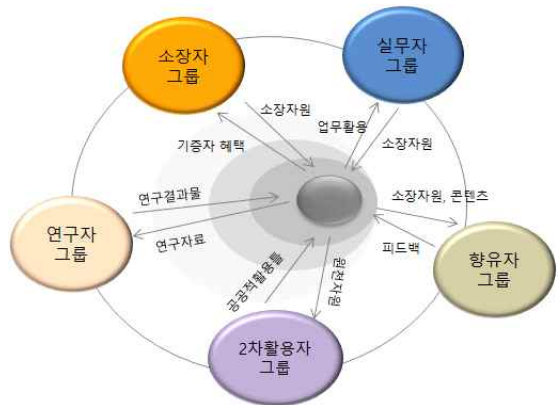 소장자
그룹
실무자
그룹
소장자원
기증자 혜택
업무활용
소장자원
연구결과물
연구자료
소장자원, 콘텐츠
피드백
연구자
그룹
향유자
그룹
공공적활용틀
원천자원
2차활용자
그룹